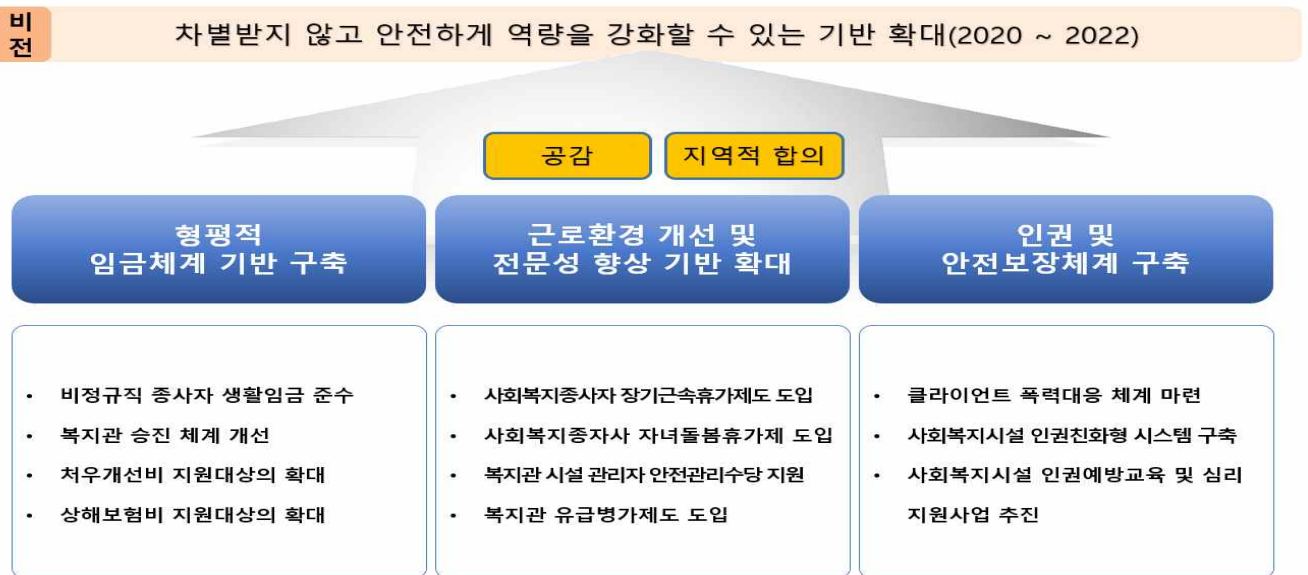 비
전
차별받지 않고 안전하게 역량을 강화할 수 있는 기반 확대(2020 ~ 2022)
공감
지역적 합의
형평적
임금체계 기반 구축
• 비정규직 종사자 생활임금 준수
• 복지관 승진 체계 개선
• 처우개선비 지원대상의 확대
• 상해보험비 지원대상의 확대
근로환경 개선 및
전문성 향상 기반 확대
• 사회복지종사자 장기근속휴가제도 도입
• 사회복지종자사 자녀돌봄휴가제 도입
• 복지관 시설 관리자 안전관리수당 지원
• 복지관 유급병가제도 도입
인권 및
안전보장체계 구축
• 클라이언트 폭력대응 체계 마련
• 사회복지시설 인권친화형 시스템 구축
• 사회복지시설 인권예방교육 및 심리
지원사업 추진